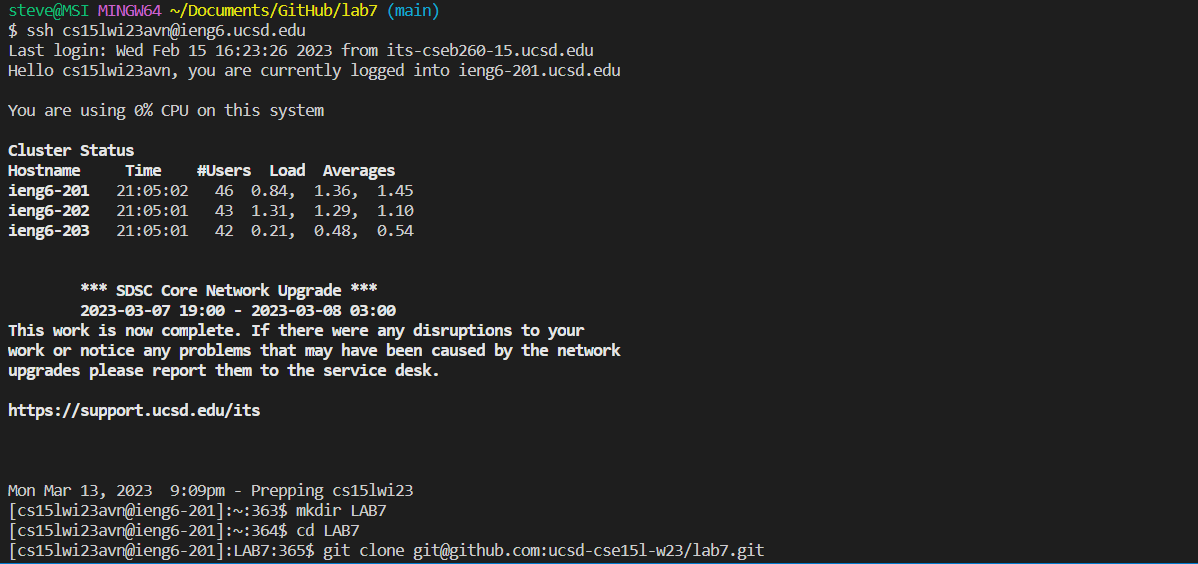 steve@MSI MINGW64 ~/Documents/GitHub/lab7 (main)
$ ssh cs15lwi23avn@ieng6.ucsd.edu
Last login: Wed Feb 15 16:23:26 2023 from its-cseb260-15.ucsd.edu
Hello cs15lwi23avn, you are currently logged into ieng6-201.ucsd.edu
You are using 0% CPU on this system
Cluster Status
Hostname     Time    #Users  Load  Averages
ieng6-201   21:05:02   46  0.84,  1.36,  1.45
ieng6-202   21:05:01   43  1.31,  1.29,  1.10
ieng6-203   21:05:01   42  0.21,  0.48,  0.54
*** SDSC Core Network Upgrade ***
2023-03-07 19:00 - 2023-03-08 03:00
This work is now complete. If there were any disruptions to your
work or notice any problems that may have been caused by the network
upgrades please report them to the service desk.
https://support.ucsd.edu/its
Mon Mar 13, 2023  9:09pm - Prepping cs15lwi23
[cs15lwi23avn@ieng6-201]:~:363$ mkdir LAB7
[cs15lwi23avn@ieng6-201]:~:364$ cd LAB7
[cs15lwi23avn@ieng6-201]:LAB7:365$ git clone git@github.com:ucsd-cse15l-w23/lab7.git